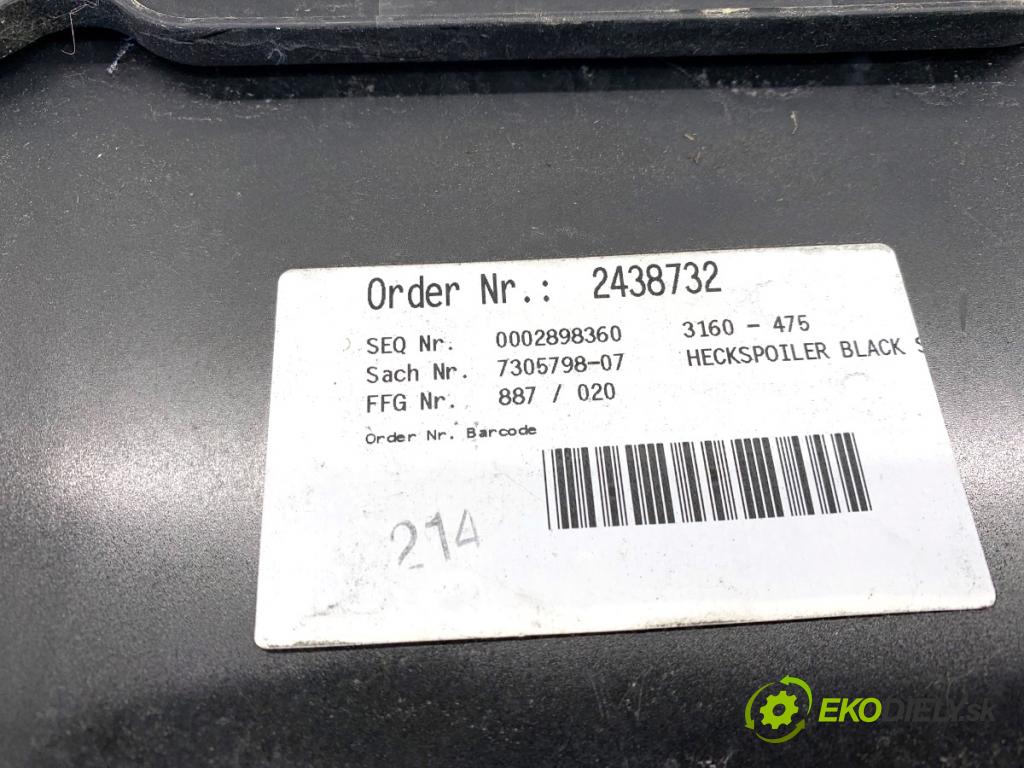 Order Nr.: 2438732
SEQ Nr. 0002898360 3160 - 475
Sach Nr. 7305798-07 HECKSPOILER BLACK S
FFG Nr. 887 / 020
Order Nr. Barcode
214
EKODIELY.sk